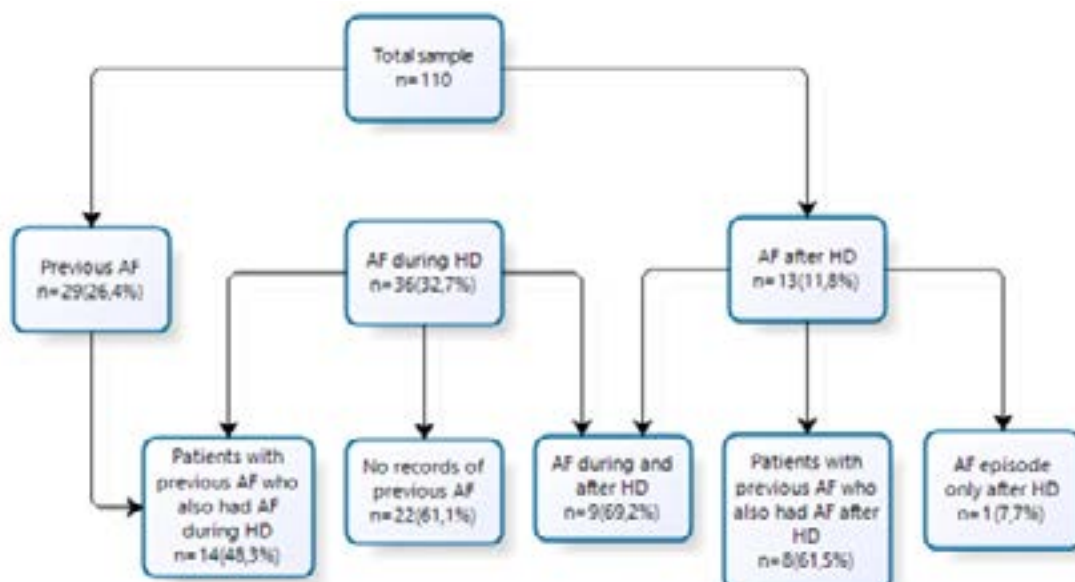 Total sample
n=110
Previous AF
n=29(26,4%)
AF during HD
n=36(32,7%)
AF after HD
n=13(11,8%)
Patients with
previous AF who
also had AF
during HD
n=14(48,3%)
No records of
previous AF
n=22(61,1%)
AF during and
after HD
n=9(69,2%)
Patients with
previous AF who
also had AF after
HD
n=8(61,5%)
AF episode
only after HD
n=1(7,7%)